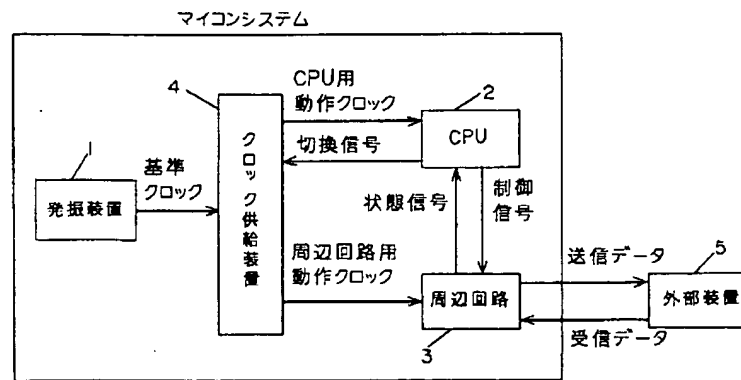 マイコンシステム
4
CPU用
動作クロック
2
CPU
切換信号
1
基準
クロック
発振装置
クロック供給装置
状態信号
制御
信号
周辺回路用
動作クロック
送信データ
5
周辺回路
外部装置
3
受信データ